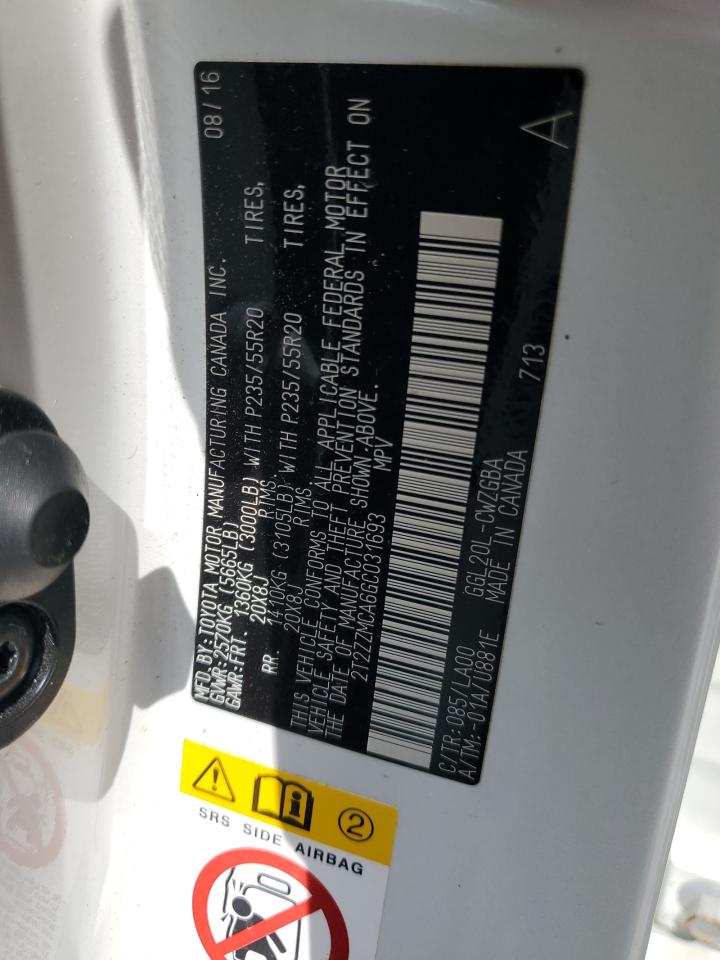 MFD. BY: TOYOTA MOTOR MANUFACTURING CANADA INC. 08/16
GVWR: 2570KG (5665LB)
GAWR: FRT. 1360KG (3000LB) WITH P235/55R20 TIRES,
20X8J RIMS,
RR. 1410KG (3105LB) WITH P235/55R20 TIRES,
20X8J RIMS,
THIS VEHICLE CONFORMS TO ALL APPLICABLE FEDERAL MOTOR
VEHICLE SAFETY AND THEFT PREVENTION STANDARDS IN EFFECT ON
THE DATE OF MANUFACTURE SHOWN ABOVE.
2T2ZZMCA6GC031693 MPV
C/TR: 085/LA00 GGL20L-CWZGBA 713 A
A/TM: -01A/U881E MADE IN CANADA
2
SRS SIDE AIRBAG